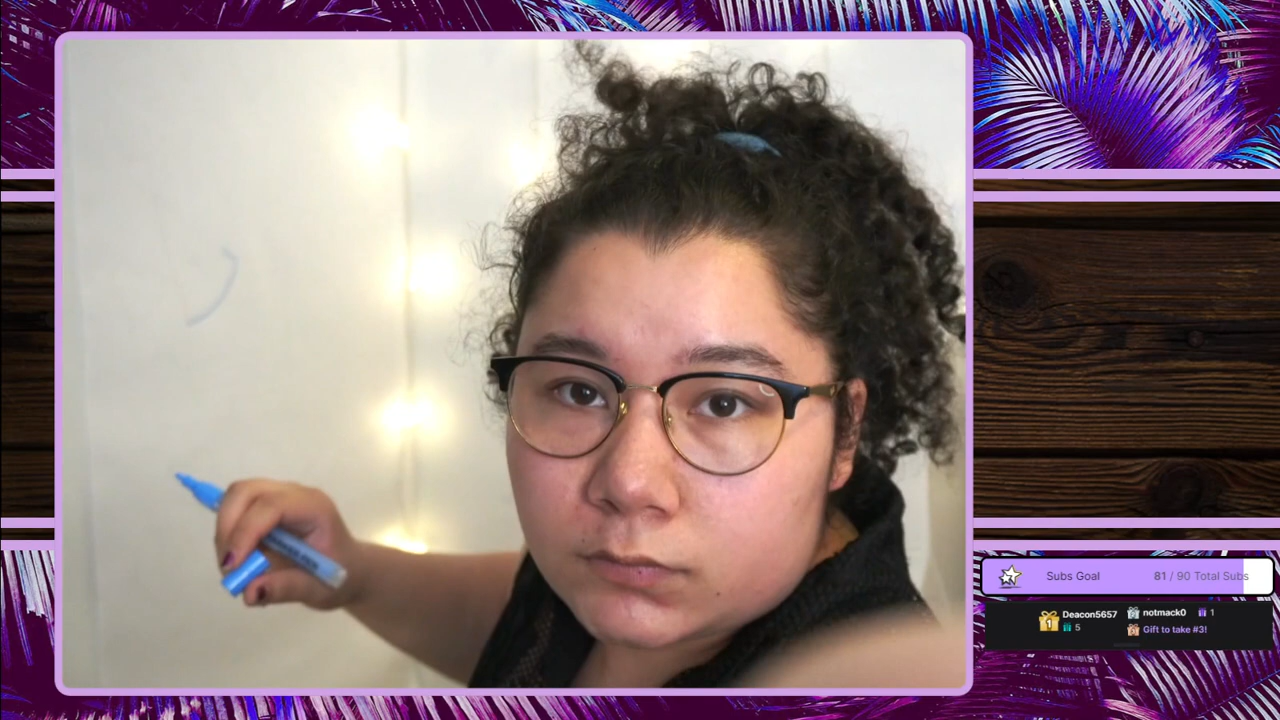 Subs Goal 81 / 90 Total Subs
Deacon5657
5
notmack0 1
Gift to take #3!